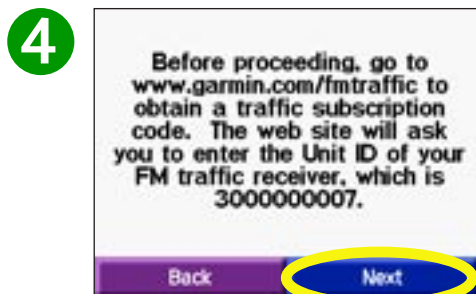 4
Before proceeding, go to
www.garmin.com/fmtraffic to
obtain a traffic subscription
code. The web site will ask
you to enter the Unit ID of your
FM traffic receiver, which is
3000000007.
Back Next